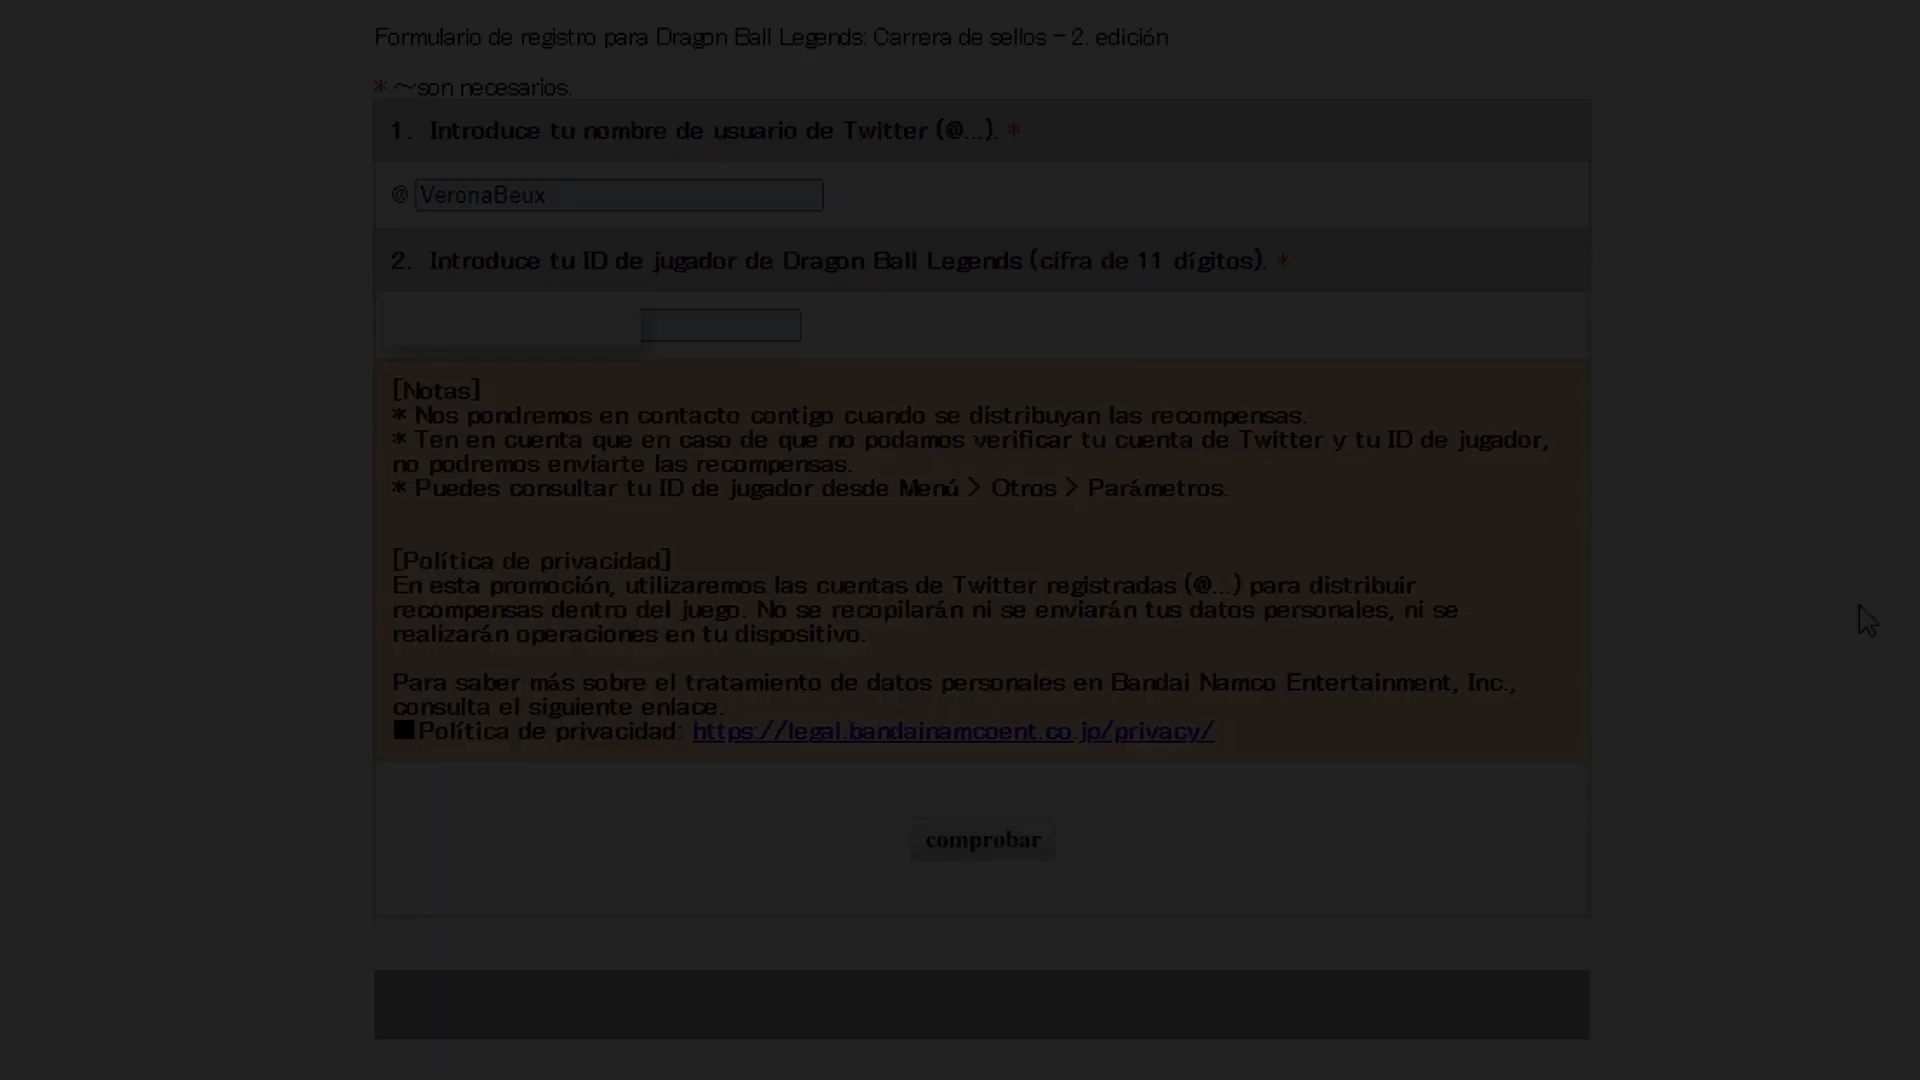 Formulario de registro para Dragon Ball Legends: Carrera de sellos - 2. edición
* ～son necesarios.
1. Introduce tu nombre de usuario de Twitter (@...). *
@ VeronaBeux
2. Introduce tu ID de jugador de Dragon Ball Legends (cifra de 11 dígitos). *
[Notas]
* Nos pondremos en contacto contigo cuando se distribuyan las recompensas.
* Ten en cuenta que en caso de que no podamos verificar tu cuenta de Twitter y tu ID de jugador,
no podremos enviarte las recompensas.
* Puedes consultar tu ID de jugador desde Menú > Otros > Parámetros.
[Política de privacidad]
En esta promoción, utilizaremos las cuentas de Twitter registradas (@...) para distribuir
recompensas dentro del juego. No se recopilarán ni se enviarán tus datos personales, ni se
realizarán operaciones en tu dispositivo.
Para saber más sobre el tratamiento de datos personales en Bandai Namco Entertainment, Inc.,
consulta el siguiente enlace.
■Política de privacidad: https://legal.bandainamcoent.co.jp/privacy/
comprobar